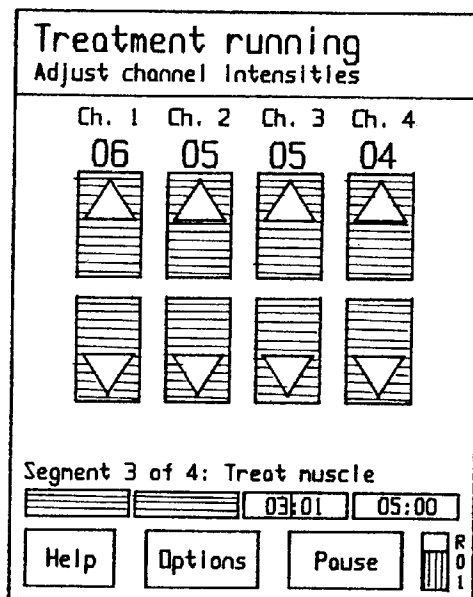 Treatment running
Adjust channel intensities
Ch. 1 Ch. 2 Ch. 3 Ch. 4
06 05 05 04
Segment 3 of 4: Treat muscle
03:01 05:00
Help Options Pause
R
0
1